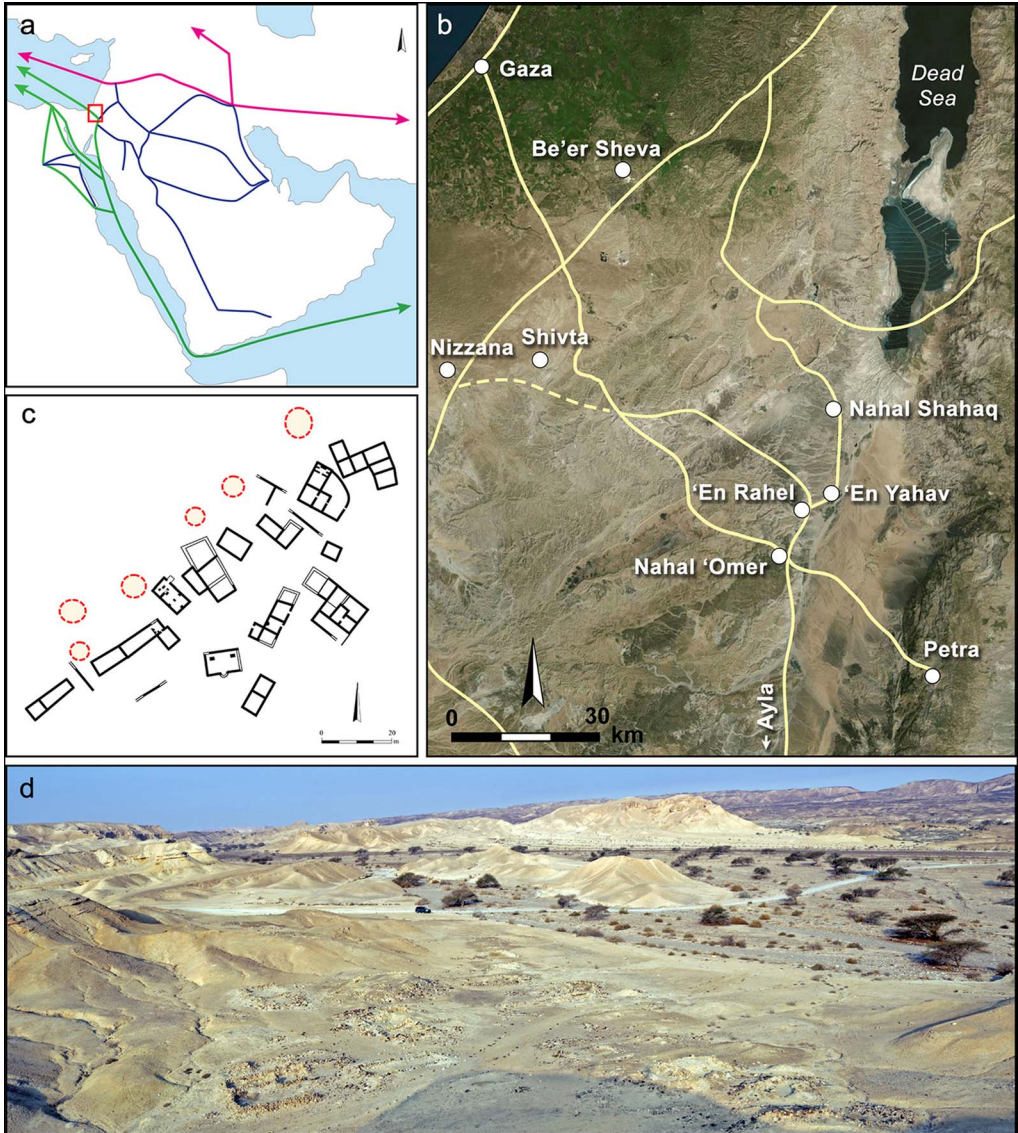 a
b
Dead
Sea
Gaza
Be’er Sheva
Shivta
Nizzana
Nahal Shahaq
‘En Rahel
‘En Yahav
Nahal ‘Omer
Petra
← Ayla
0 30
km
c
0 20
m
d